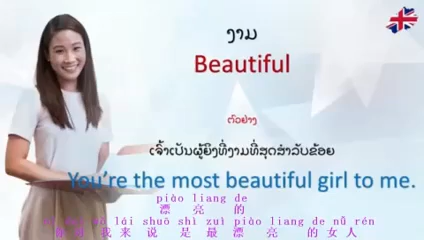 ງາມ
Beautiful
ຕົວຢ່າງ
ເຈົ້າເປັນຜູ້ຍິງທີ່ງາມທີ່ສຸດສຳລັບຂ້ອຍ
You're the most beautiful girl to me.
piào liang de
漂 亮 的
lái shuō shì zuì piào liang de nǚ rén
你 对 我 来 说 是 最 漂 亮 的 女 人